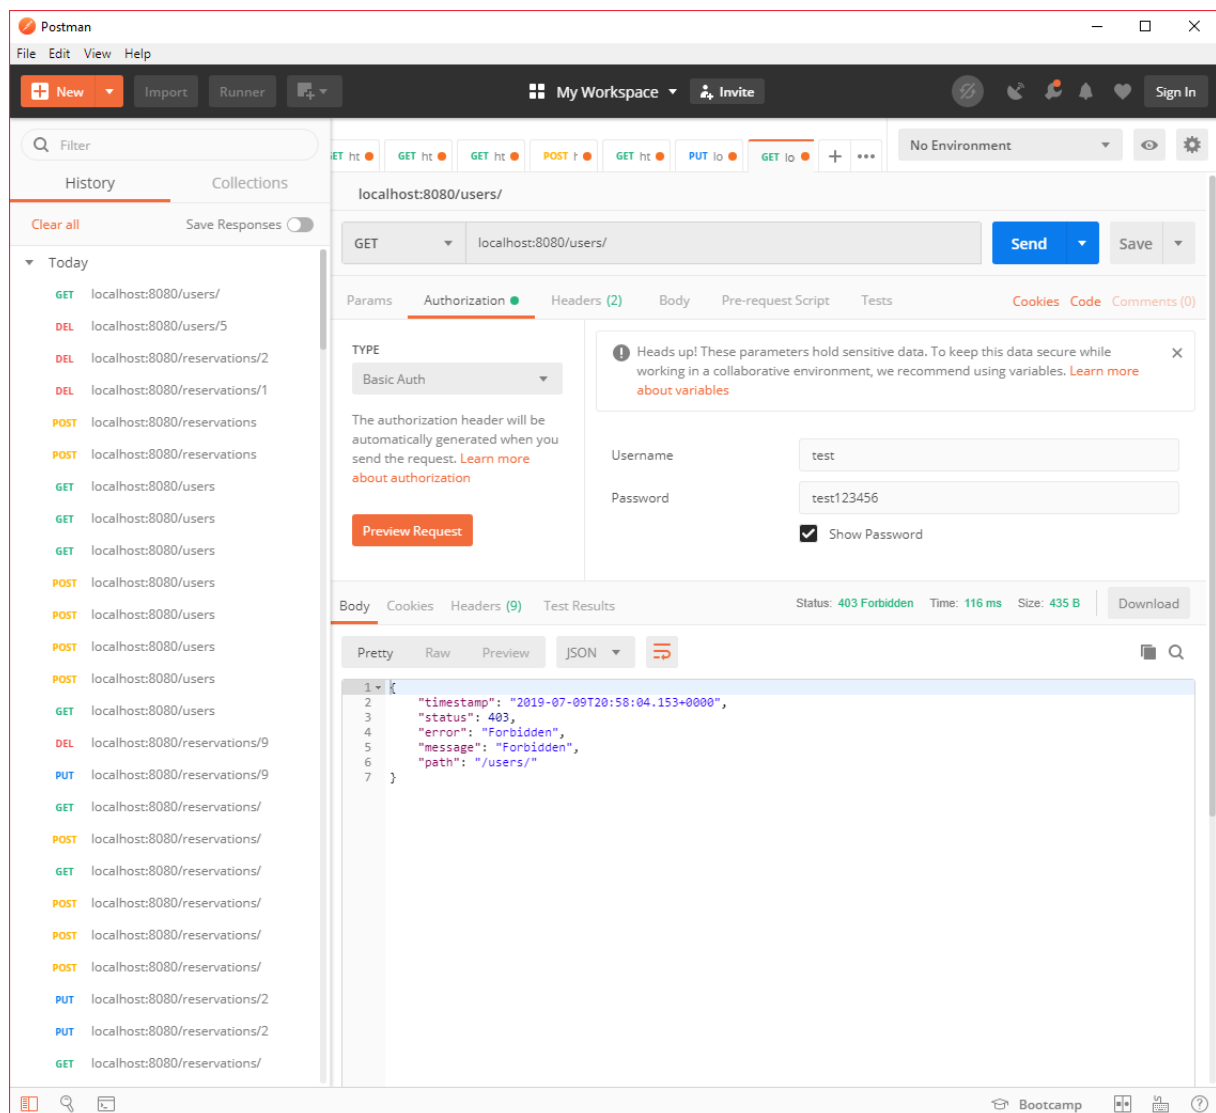 Postman
File Edit View Help
New Import Runner My Workspace Invite Sign In
Filter
History Collections
Clear all Save Responses
Today
GET localhost:8080/users/
DEL localhost:8080/users/5
DEL localhost:8080/reservations/2
DEL localhost:8080/reservations/1
POST localhost:8080/reservations
POST localhost:8080/reservations
GET localhost:8080/users
GET localhost:8080/users
GET localhost:8080/users
POST localhost:8080/users
POST localhost:8080/users
POST localhost:8080/users
POST localhost:8080/users
GET localhost:8080/users
DEL localhost:8080/reservations/9
PUT localhost:8080/reservations/9
GET localhost:8080/reservations/
POST localhost:8080/reservations/
GET localhost:8080/reservations/
POST localhost:8080/reservations/
POST localhost:8080/reservations/
POST localhost:8080/reservations/
PUT localhost:8080/reservations/2
PUT localhost:8080/reservations/2
GET localhost:8080/reservations/
ET ht GET ht GET ht POST h GET ht PUT lo GET lo
No Environment
localhost:8080/users/
GET localhost:8080/users/ Send Save
Params Authorization Headers (2) Body Pre-request Script Tests Cookies Code Comments (0)
TYPE
Basic Auth
The authorization header will be
automatically generated when you
send the request. Learn more
about authorization
Preview Request
Heads up! These parameters hold sensitive data. To keep this data secure while
working in a collaborative environment, we recommend using variables. Learn more
about variables
Username test
Password test123456
Show Password
Body Cookies Headers (9) Test Results Status: 403 Forbidden Time: 116 ms Size: 435 B Download
Pretty Raw Preview JSON
1 {
2 "timestamp": "2019-07-09T20:58:04.153+0000",
3 "status": 403,
4 "error": "Forbidden",
5 "message": "Forbidden",
6 "path": "/users/"
7 }
Bootcamp